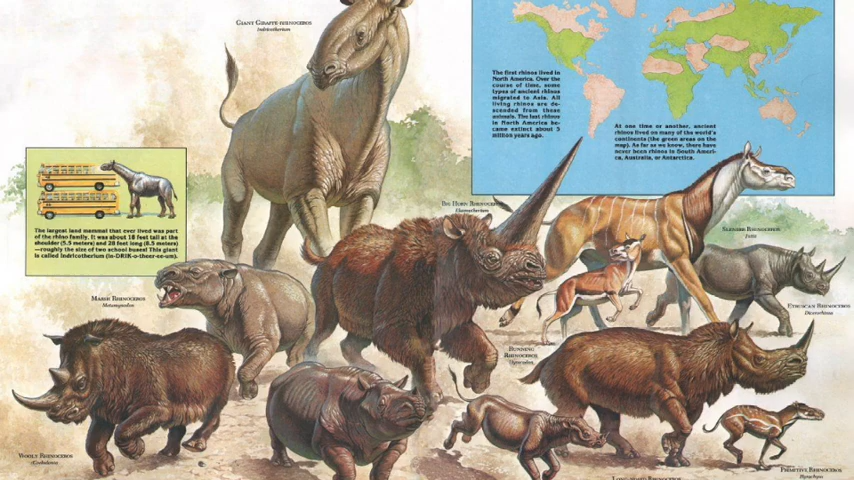 GIANT GIRAFFE RHINOCEROS
Indricotherium
The first rhinos lived in
North America. Over the
course of time, some
types of ancient rhinos
migrated to Asia. All
living rhinos are de-
scended from these
animals. The last rhinos
in North America be-
came extinct about 5
million years ago.
At one time or another, ancient
rhinos lived on many of the world's
continents (the green areas on the
map). As far as we know, there have
never been rhinos in South Ameri-
ca, Australia, or Antarctica.
The largest land mammal that ever lived was part
of the rhino family. It was about 18 feet tall at the
shoulder (5.5 meters) and 28 feet long (8.5 meters)
—roughly the size of two school buses! This giant
is called Indricotherium (in-DRIK-o-theer-ee-um).
BIG HORN RHINOCEROS
Elasmotherium
SLENDER RHINOCEROS
MARSH RHINOCEROS
Metamynodon
ETRUSCAN RHINOCEROS
Dicerorhinus
RUNNING
RHINOCEROS
Hyracodon
WOOLY RHINOCEROS
PRIMITIVE RHINOCEROS
Hyrachyus